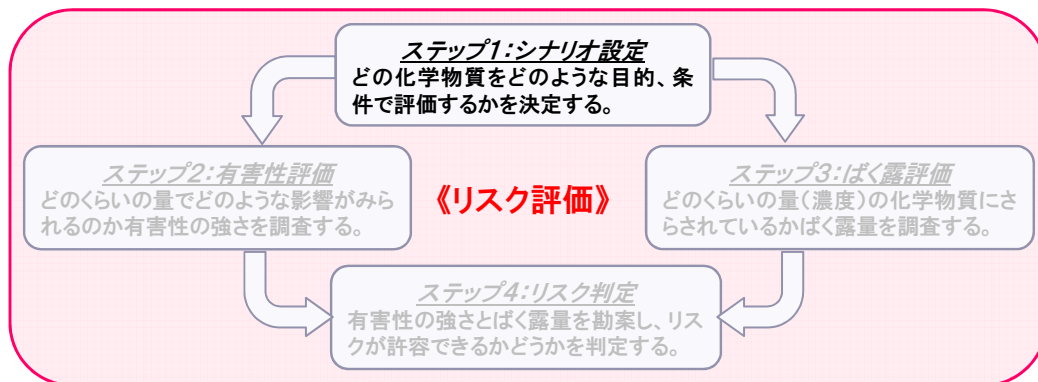 ステップ1:シナリオ設定
どの化学物質をどのような目的、条
件で評価するかを決定する。
ステップ2:有害性評価
どのくらいの量でどのような影響がみら
れるのか有害性の強さを調査する。
《リスク評価》
ステップ3:ばく露評価
どのくらいの量(濃度)の化学物質にさ
らされているかばく露量を調査する。
ステップ4:リスク判定
有害性の強さとばく露量を勘案し、リス
クが許容できるかどうかを判定する。